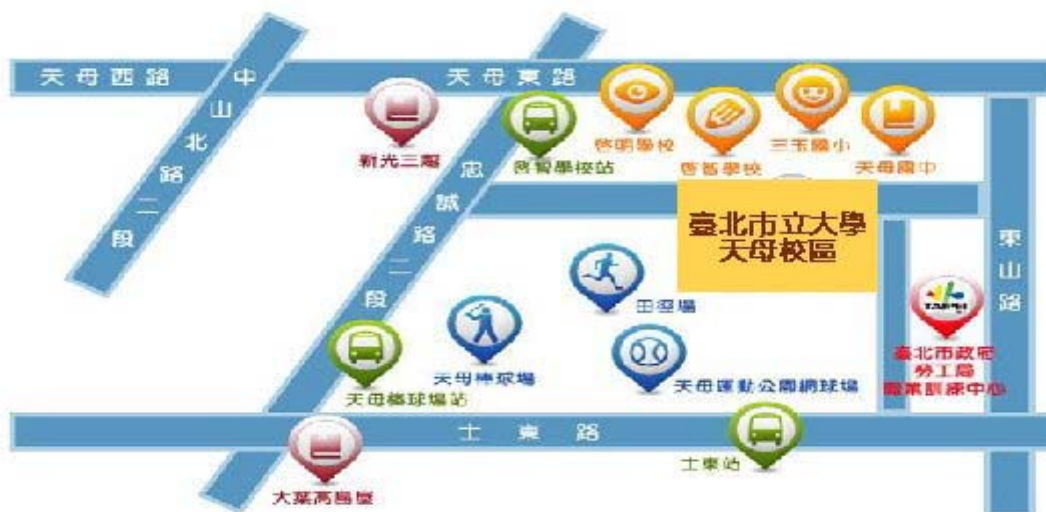 天母西路
中山北路二段
天母東路
新光三越
啓智學校站
啓明學校
啓智學校
三玉國小
天母國中
忠誠路二段
臺北市立大學
天母校區
東山路
田徑場
TAIPEI
臺北市政府
勞工局
職業訓練中心
天母棒球場
天母運動公園網球場
天母棒球場站
士東路
士東站
大葉高島屋